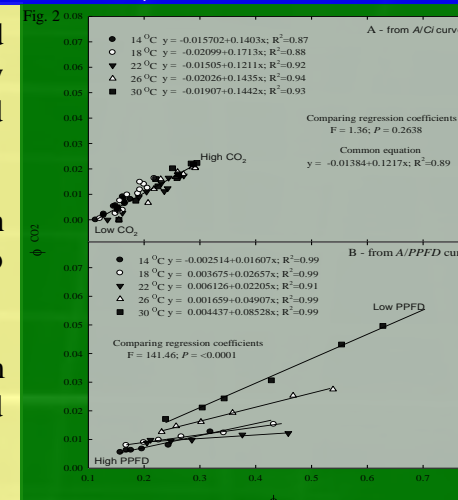 Fig. 2
A - from A/Ci curve
14 °C y = -0.015702+0.1403x; R²=0.87
18 °C y = -0.02099+0.1713x; R²=0.88
22 °C y = -0.01505+0.1211x; R²=0.92
26 °C y = -0.02026+0.1435x; R²=0.94
30 °C y = -0.01907+0.1442x; R²=0.93
Comparing regression coefficients
F = 1.36; P = 0.2638
Common equation
y = -0.01384+0.1217x; R²=0.89
High CO2
Low CO2
0.08
0.07
0.06
0.05
0.04
0.03
0.02
0.01
0.00
ϕ CO2
B - from A/PPFD cur
14 °C y = -0.002514+0.01607x; R²=0.99
18 °C y = 0.003675+0.02657x; R²=0.99
22 °C y = 0.006126+0.02205x; R²=0.91
26 °C y = 0.001659+0.04907x; R²=0.99
30 °C y = 0.004437+0.08528x; R²=0.99
Low PPFD
Comparing regression coefficients
F = 141.46; P = <0.0001
High PPFD
0.07
0.06
0.05
0.04
0.03
0.02
0.01
0.00
0.1 0.2 0.3 0.4 0.5 0.6 0.7